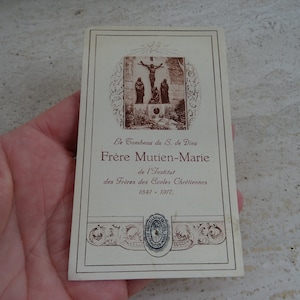 Le Tombeau du S. de Dieu
Frère Mutien-Marie
de l'Institut
des Frères des Écoles Chrétiennes
1841 - 1917.